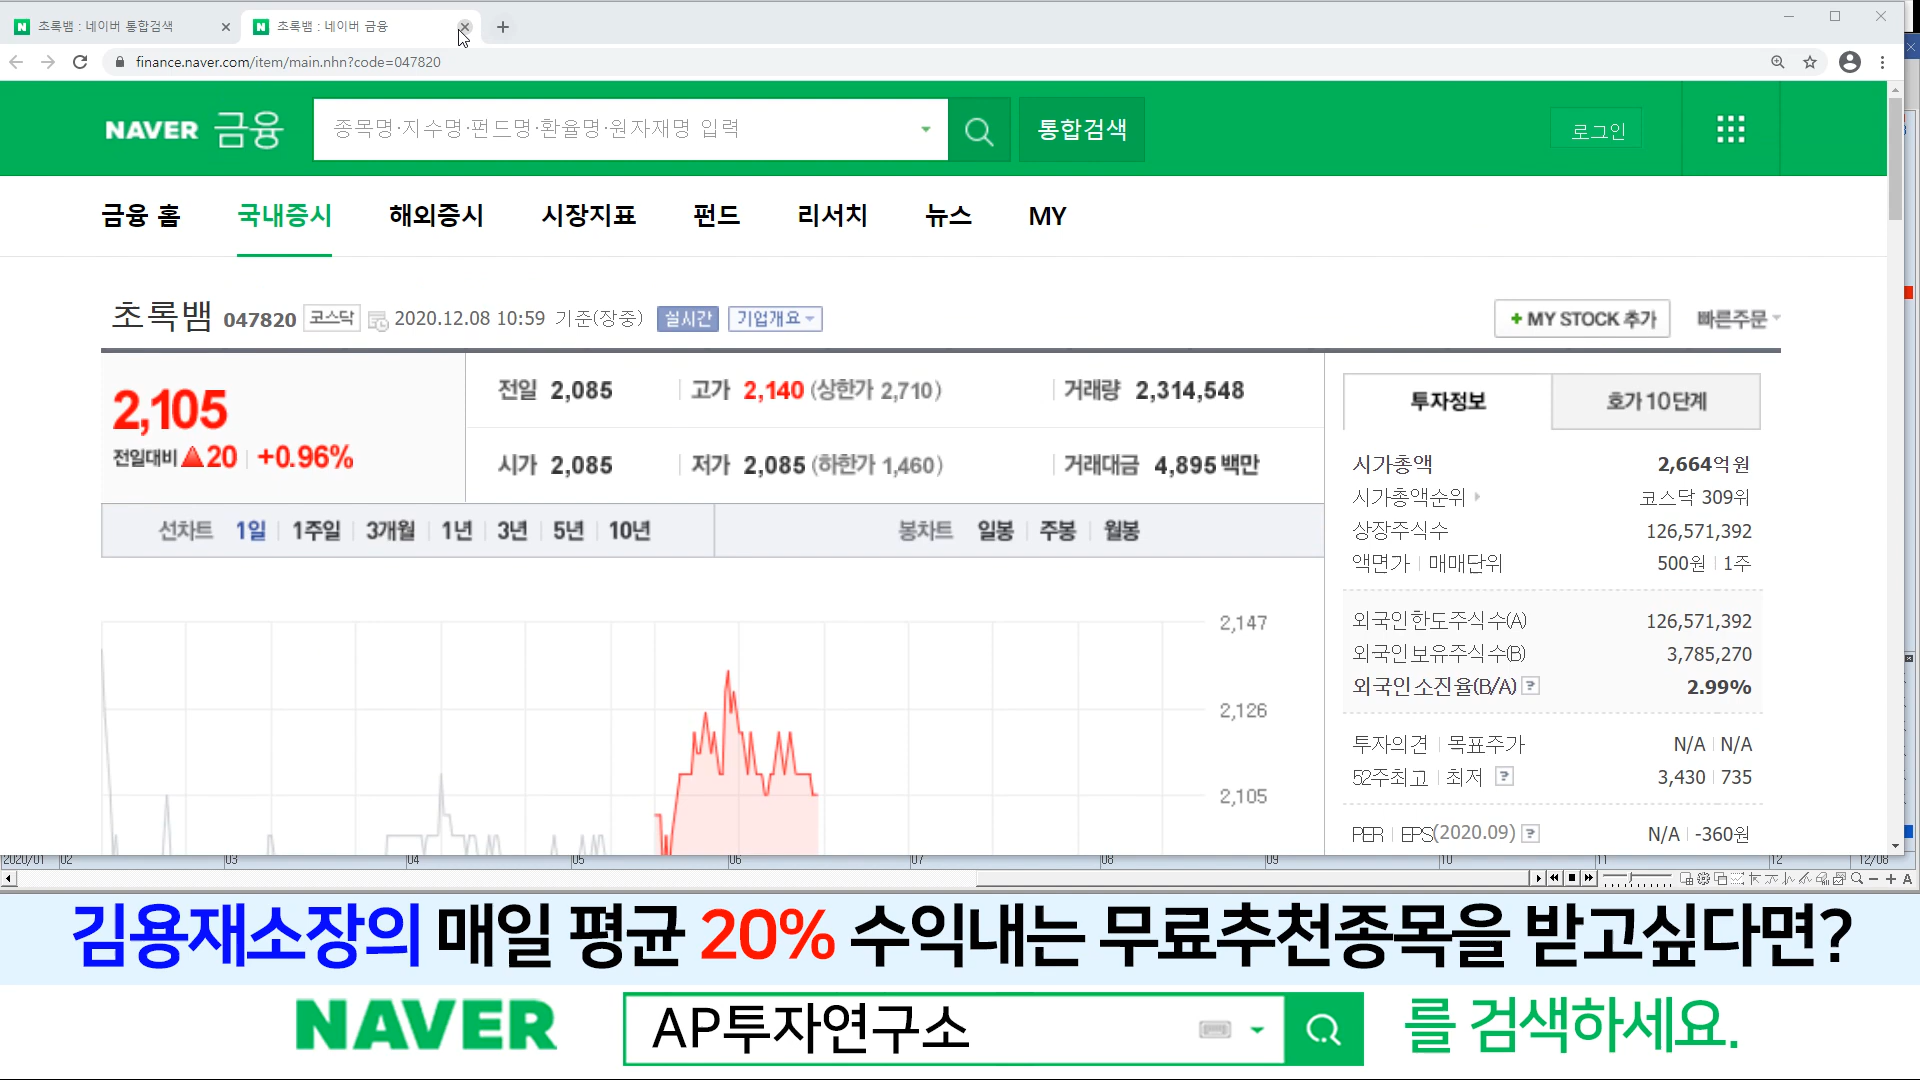 초록뱀 : 네이버 통합검색
초록뱀 : 네이버 금융
finance.naver.com/item/main.nhn?code=047820
NAVER 금융
종목명·지수명·펀드명·환율명·원자재명 입력
통합검색
로그인
금융 홈 국내증시 해외증시 시장지표 펀드 리서치 뉴스 MY
초록뱀 047820 코스닥 2020.12.08 10:59 기준(장중) 실시간 기업개요
+ MY STOCK 추가 빠른주문
2,105
전일대비 ▲20 +0.96%
전일 2,085 고가 2,140 (상한가 2,710) 거래량 2,314,548
시가 2,085 저가 2,085 (하한가 1,460) 거래대금 4,895 백만
선차트 1일 1주일 3개월 1년 3년 5년 10년 봉차트 일봉 주봉 월봉
2,147
2,126
2,105
투자정보 호가 10단계
시가총액 2,664억원
시가총액순위 코스닥 309위
상장주식수 126,571,392
액면가 매매단위 500원 1주
외국인한도주식수(A) 126,571,392
외국인보유주식수(B) 3,785,270
외국인소진율(B/A) ? 2.99%
투자의견 목표주가 N/A N/A
52주최고 최저 ? 3,430 735
PER EPS(2020.09) ? N/A -360원
2020/01 02 03 04 05 06 07 08 09 10 11 12 12/08
A
김용재소장의 매일 평균 20% 수익내는 무료추천종목을 받고싶다면?
NAVER AP투자연구소 를 검색하세요.